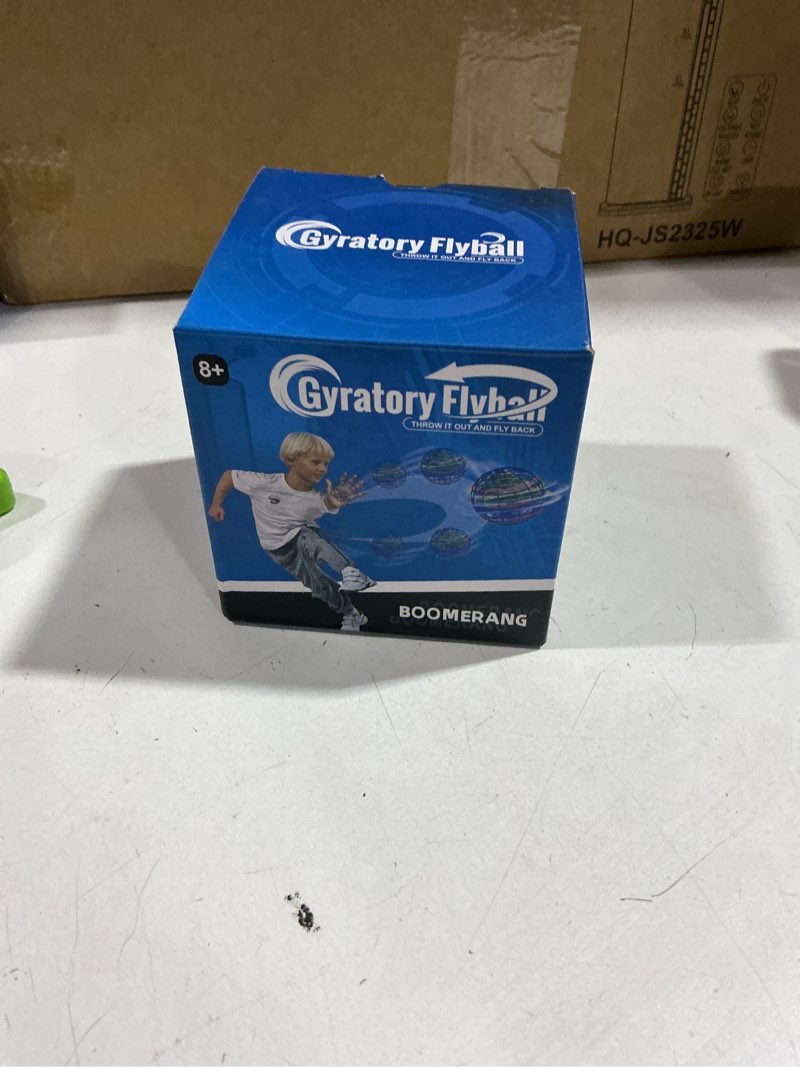 HQ-JS2325W
Gyratory Flyball
THROW IT OUT AND FLY BACK
8+
Gyratory Flyball
THROW IT OUT AND FLY BACK
BOOMERANG